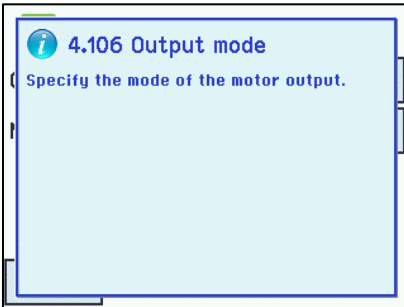 4.106 Output mode
Specify the mode of the motor output.